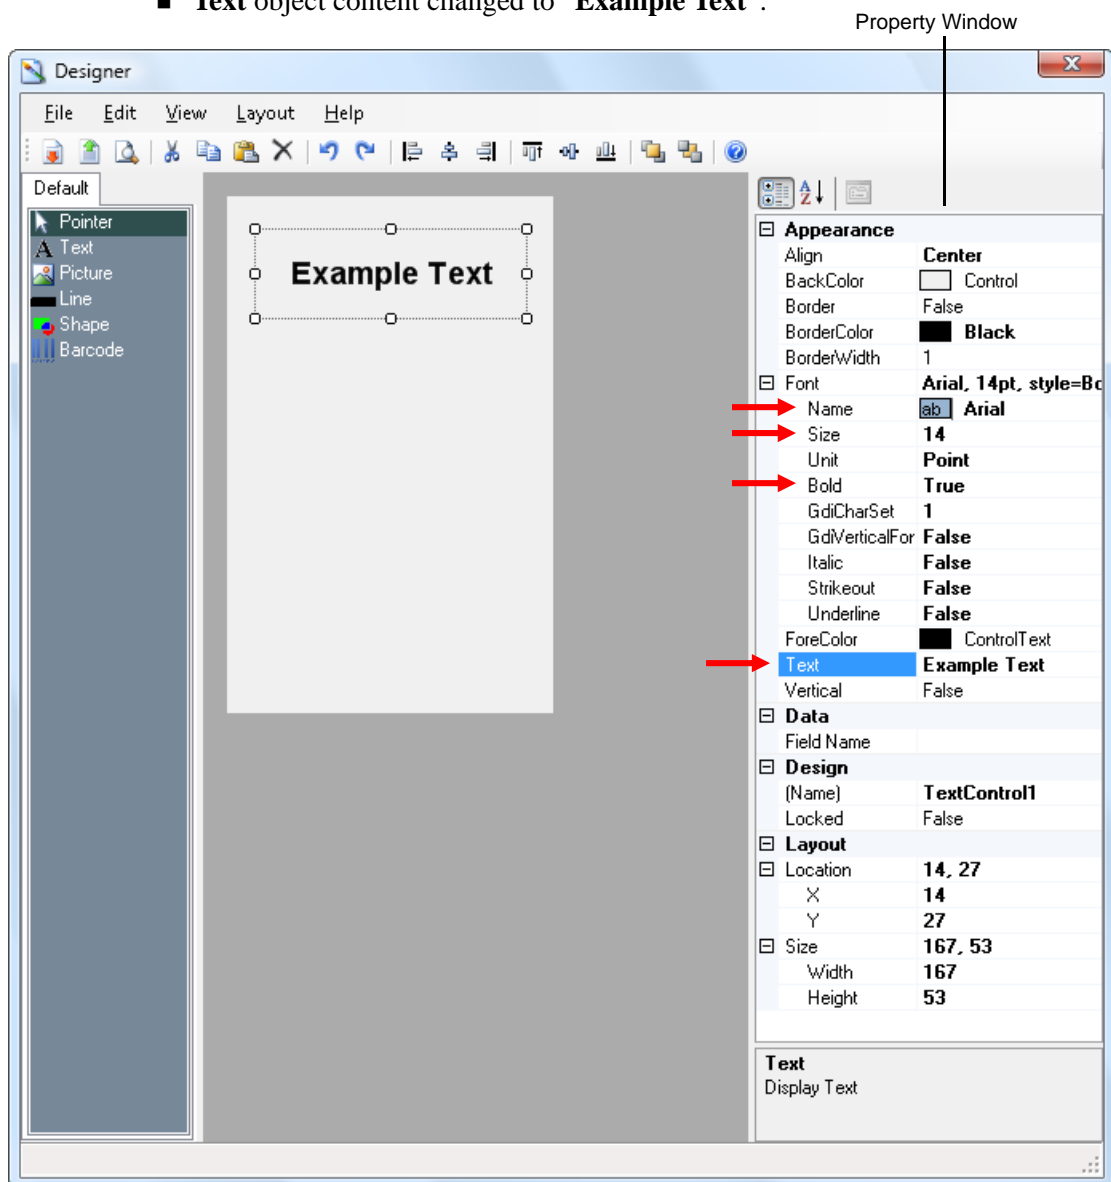 ■ Text object content changed to "Example Text".
Property Window
Designer
File Edit View Layout Help
Default
Pointer
Text
Picture
Line
Shape
Barcode
Example Text
Appearance
Align Center
BackColor Control
Border False
BorderColor Black
BorderWidth 1
Font Arial, 14pt, style=Bo
Name ab Arial
Size 14
Unit Point
Bold True
GdiCharSet 1
GdiVerticalFor False
Italic False
Strikeout False
Underline False
ForeColor ControlText
Text Example Text
Vertical False
Data
Field Name
Design
(Name) TextControl1
Locked False
Layout
Location 14, 27
X 14
Y 27
Size 167, 53
Width 167
Height 53
Text
Display Text